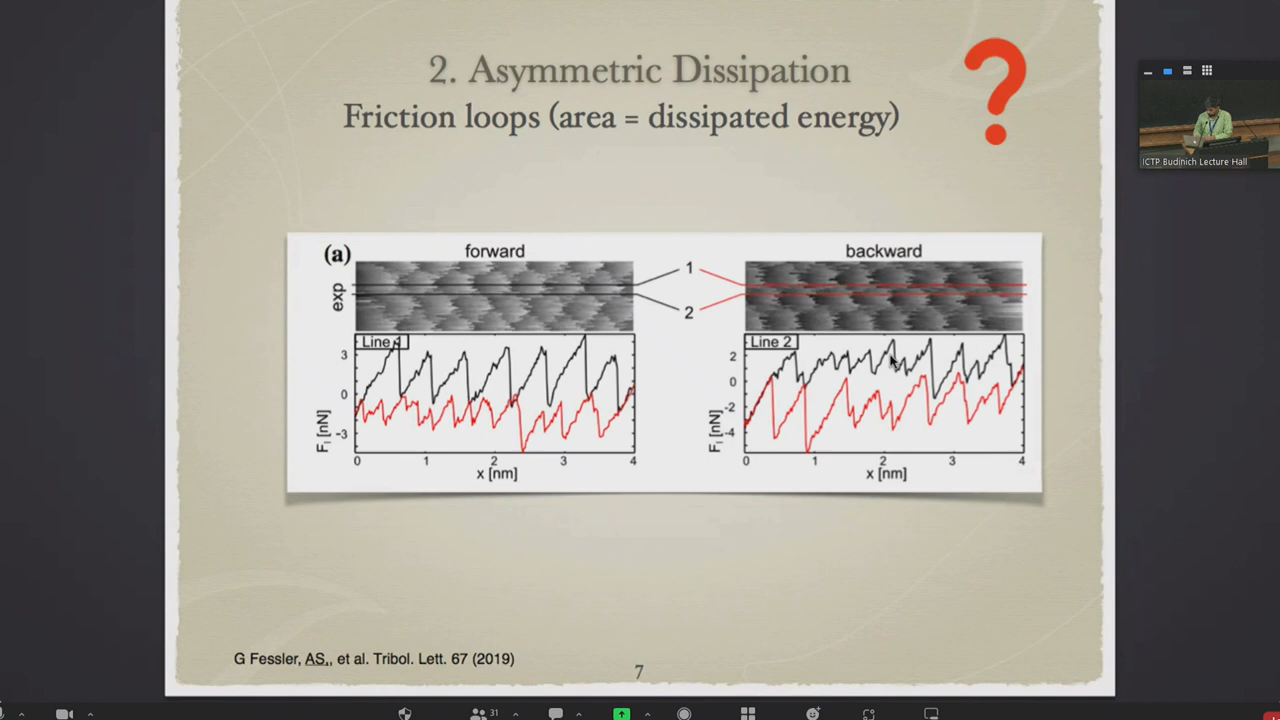 2. Asymmetric Dissipation
Friction loops (area = dissipated energy)
?
ICTP Budinich Lecture Hall
(a)
forward
backward
exp
1
2
Line 1
Line 2
3
0
-3
Fl [nN]
0 1 2 3 4
x [nm]
2
0
-2
-4
Fl [nN]
0 1 2 3 4
x [nm]
G Fessler, AS,, et al. Tribol. Lett. 67 (2019)
7
31